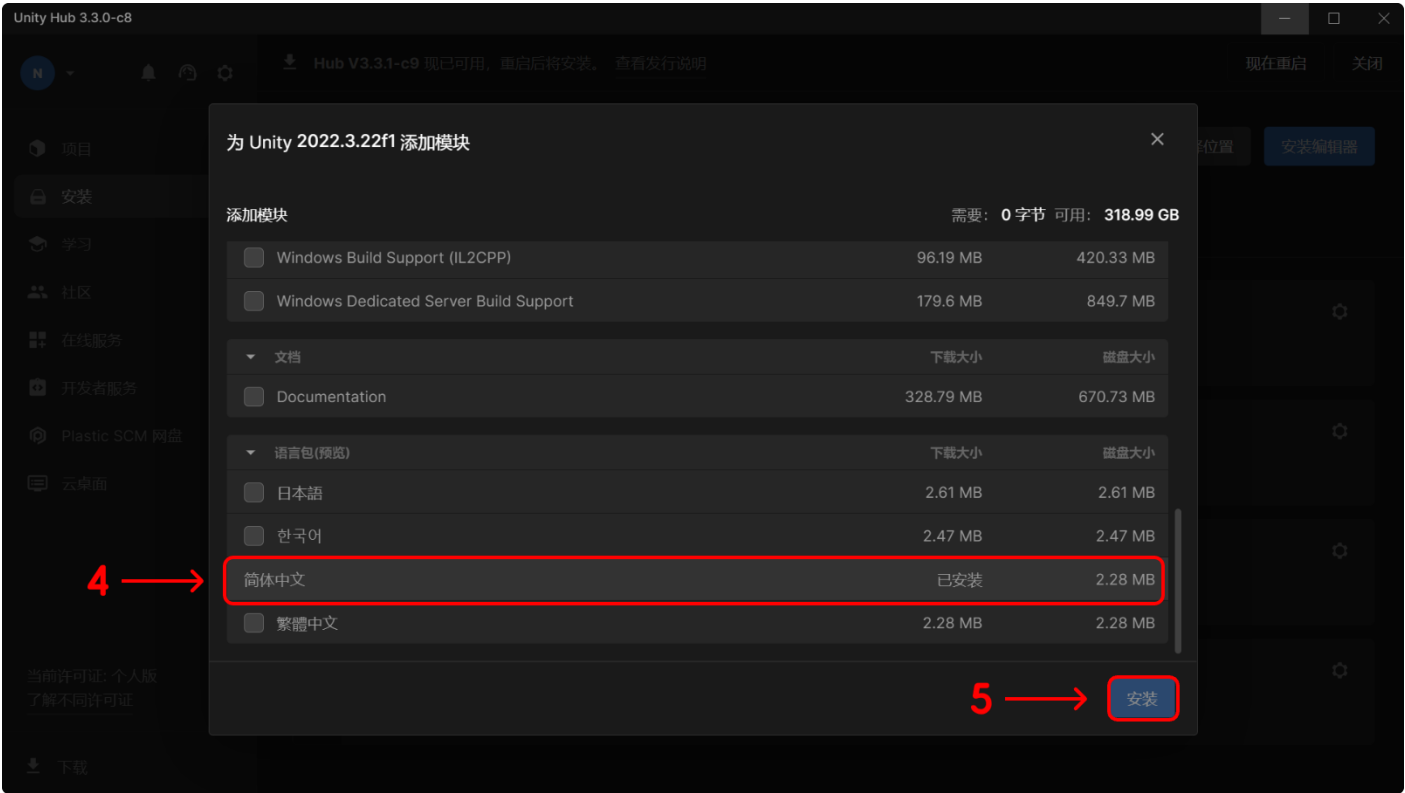 Unity Hub 3.3.0-c8
N
Hub V3.3.1-c9 现已可用，重启后将安装。 查看发行说明 现在重启 关闭
项目
安装
学习
社区
在线服务
开发者服务
Plastic SCM 网盘
云桌面
当前许可证: 个人版
了解不同许可证
下载
位置 安装编辑器
为 Unity 2022.3.22f1 添加模块
添加模块 需要： 0 字节 可用： 318.99 GB
Windows Build Support (IL2CPP) 96.19 MB 420.33 MB
Windows Dedicated Server Build Support 179.6 MB 849.7 MB
文档 下载大小 磁盘大小
Documentation 328.79 MB 670.73 MB
语言包(预览) 下载大小 磁盘大小
日本語 2.61 MB 2.61 MB
한국어 2.47 MB 2.47 MB
4 简体中文 已安装 2.28 MB
繁體中文 2.28 MB 2.28 MB
5 安装